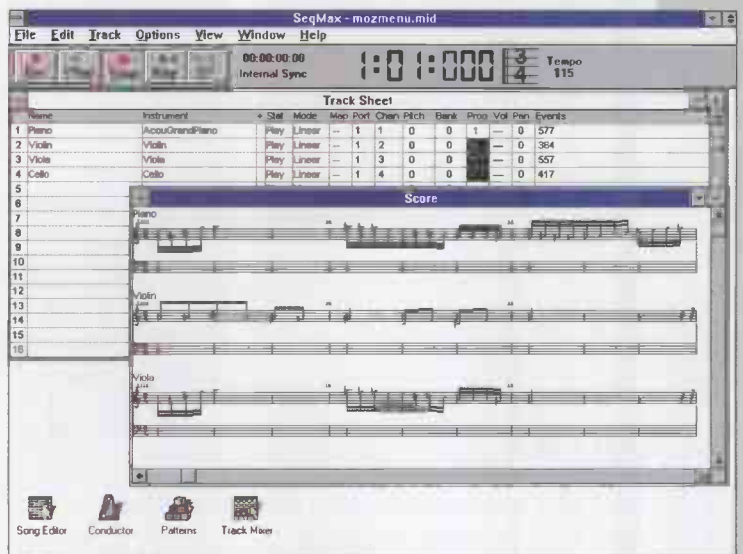 SeqMax - mozmenu.mid
File Edit Track Options View Window Help
00:00:00:00
Internal Sync
1:01:000
3
4
Tempo
115
Track Sheet
Name Instrument + Stat Mode Map Port Chan Pitch Bank Prog Vol Pan Events
1 Piano AcouGrandPiano Play Linear --- 1 1 0 0 1 --- 0 577
2 Violin Violin Play Linear --- 1 2 0 0 --- 0 384
3 Viola Viola Play Linear --- 1 3 0 0 --- 0 557
4 Cello Cello Play Linear --- 1 4 0 0 --- 0 417
5
6
7
8
9
10
11
12
13
14
15
16
Score
Piano
Violin
Viola
Song Editor Conductor Patterns Track Mixer